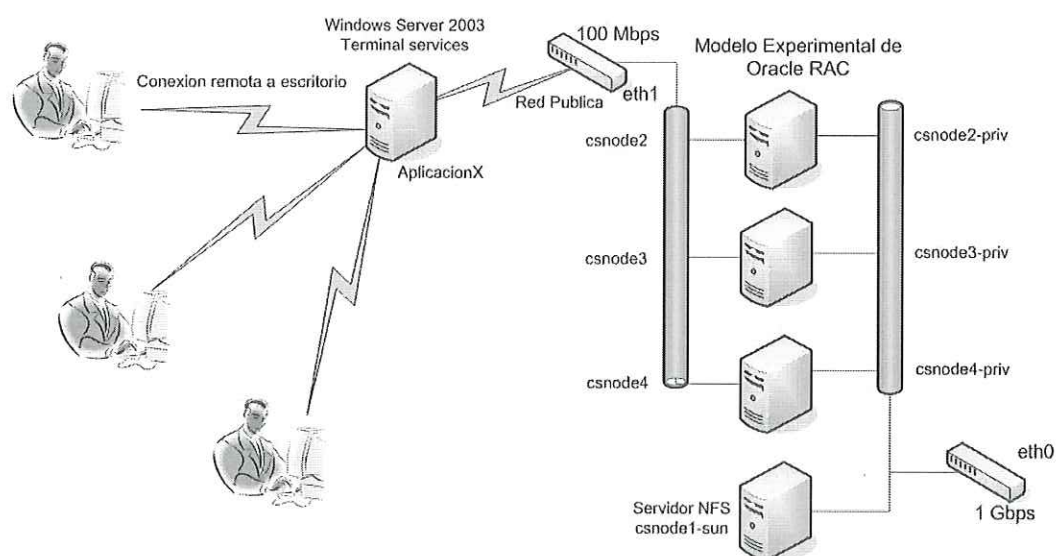 Windows Server 2003
Terminal services
Conexion remota a escritorio
AplicacionX
100 Mbps
eth1
Red Publica
Modelo Experimental de
Oracle RAC
csnode2
csnode2-priv
csnode3
csnode3-priv
csnode4
csnode4-priv
Servidor NFS
csnode1-sun
eth0
1 Gbps